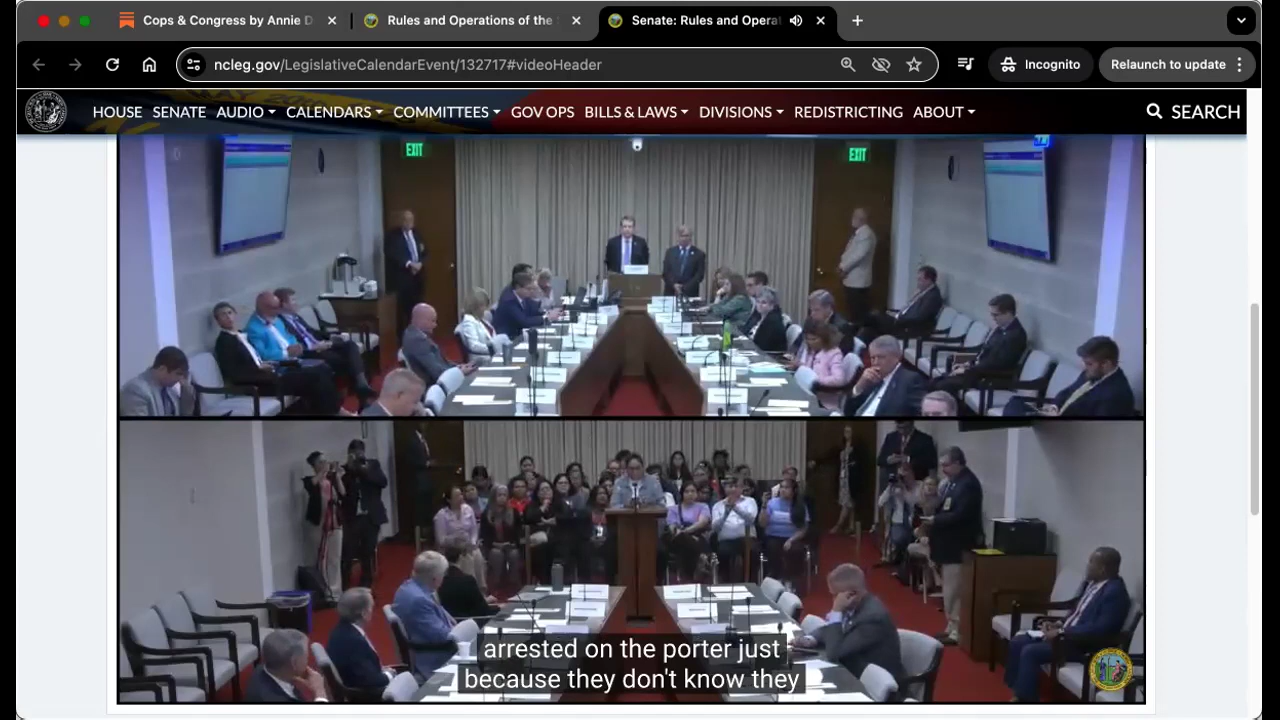 Cops & Congress by Annie D
Rules and Operations of the
Senate: Rules and Opera
ncleg.gov/LegislativeCalendarEvent/132717#videoHeader
Incognito
Relaunch to update
HOUSE SENATE AUDIO CALENDARS COMMITTEES GOV OPS BILLS & LAWS DIVISIONS REDISTRICTING ABOUT SEARCH
EXIT
EXIT
arrested on the porter just
because they don't know they